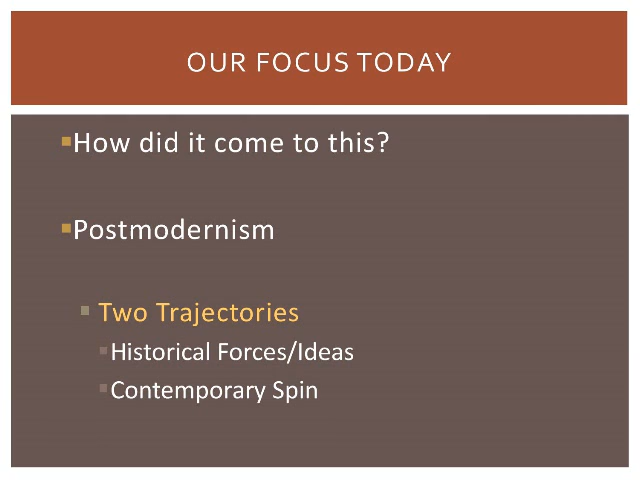 OUR FOCUS TODAY
▪How did it come to this?
▪Postmodernism
▪ Two Trajectories
▪Historical Forces/Ideas
▪Contemporary Spin